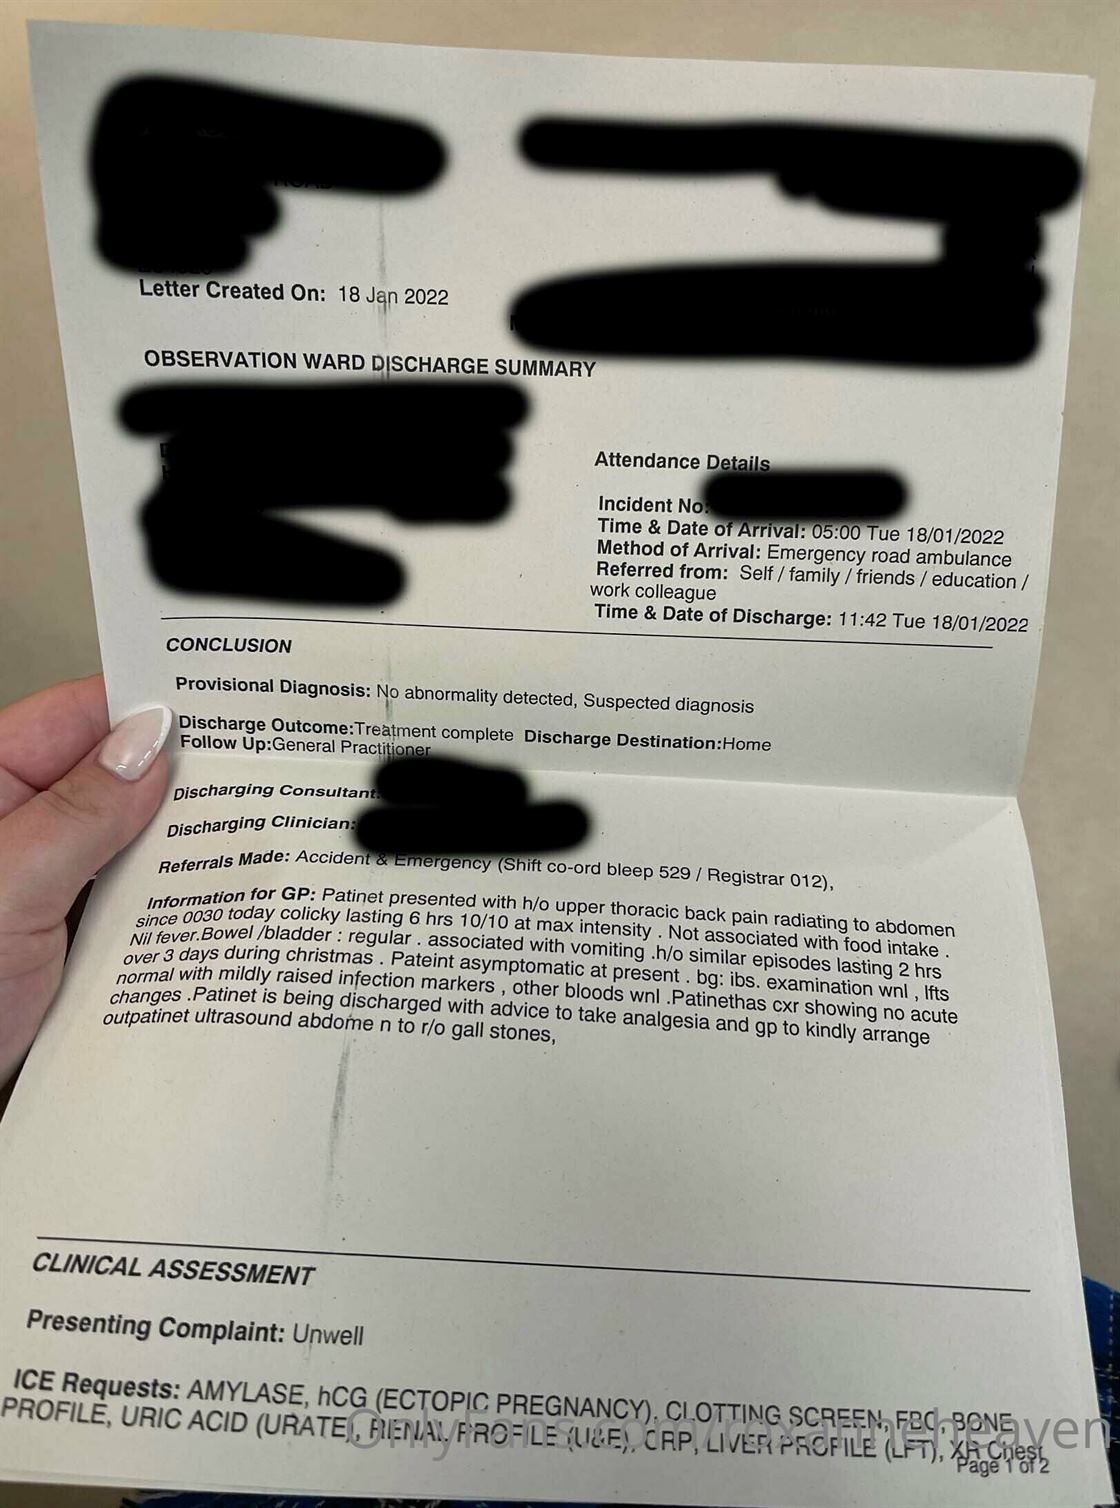 Letter Created On: 18 Jan 2022
OBSERVATION WARD DISCHARGE SUMMARY
Attendance Details
Incident No:
Time & Date of Arrival: 05:00 Tue 18/01/2022
Method of Arrival: Emergency road ambulance
Referred from: Self / family / friends / education /
work colleague
Time & Date of Discharge: 11:42 Tue 18/01/2022
CONCLUSION
Provisional Diagnosis: No abnormality detected, Suspected diagnosis
Discharge Outcome:Treatment complete Discharge Destination:Home
Follow Up:General Practitioner
Discharging Consultant:
Discharging Clinician:
Referrals Made: Accident & Emergency (Shift co-ord bleep 529 / Registrar 012),
Information for GP: Patinet presented with h/o upper thoracic back pain radiating to abdomen
since 0030 today colicky lasting 6 hrs 10/10 at max intensity . Not associated with food intake .
Nil fever.Bowel /bladder : regular . associated with vomiting .h/o similar episodes lasting 2 hrs
over 3 days during christmas . Pateint asymptomatic at present . bg: ibs. examination wnl , lfts
normal with mildly raised infection markers , other bloods wnl .Patinethas cxr showing no acute
changes .Patinet is being discharged with advice to take analgesia and gp to kindly arrange
outpatinet ultrasound abdome n to r/o gall stones,
CLINICAL ASSESSMENT
Presenting Complaint: Unwell
ICE Requests: AMYLASE, hCG (ECTOPIC PREGNANCY), CLOTTING SCREEN, FBC, BONE
PROFILE, URIC ACID (URATE), RENAL PROFILE (U&E), CRP, LIVER PROFILE (LFT), XR Chest
Page 1 of 2
OnlyFans.com/roxanneheaven